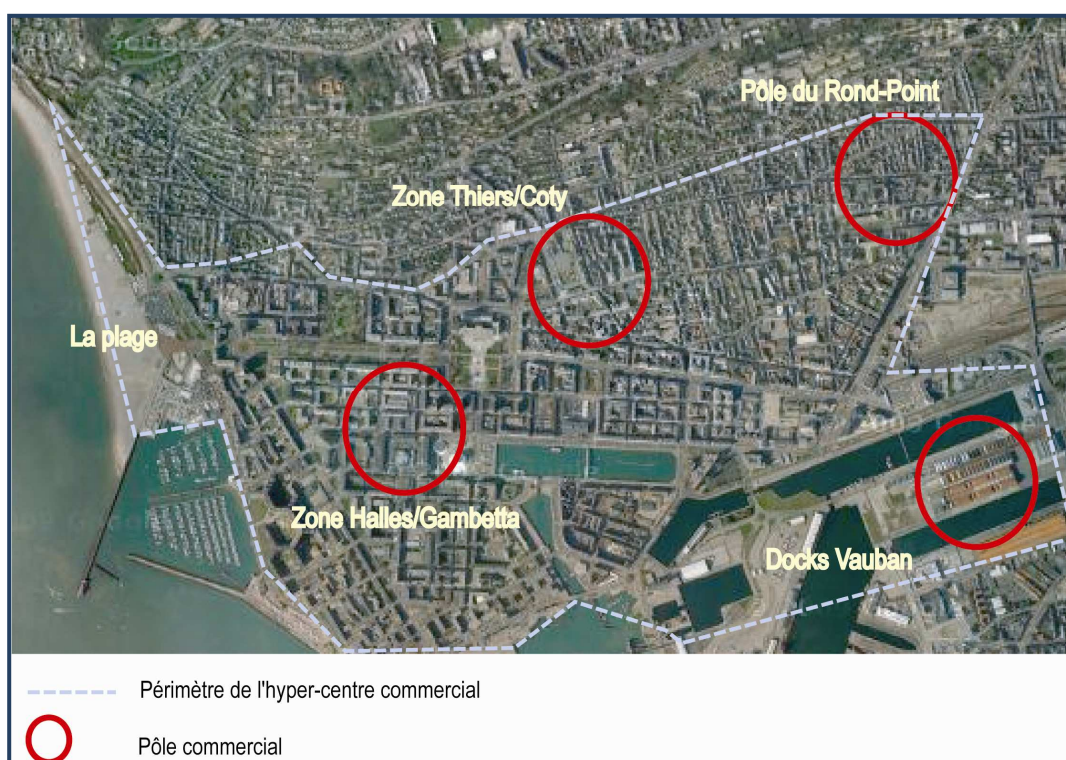 Pôle du Rond-Point
Zone Thiers/Coty
La plage
Zone Halles/Gambetta
Docks Vauban
Périmètre de l'hyper-centre commercial
Pôle commercial